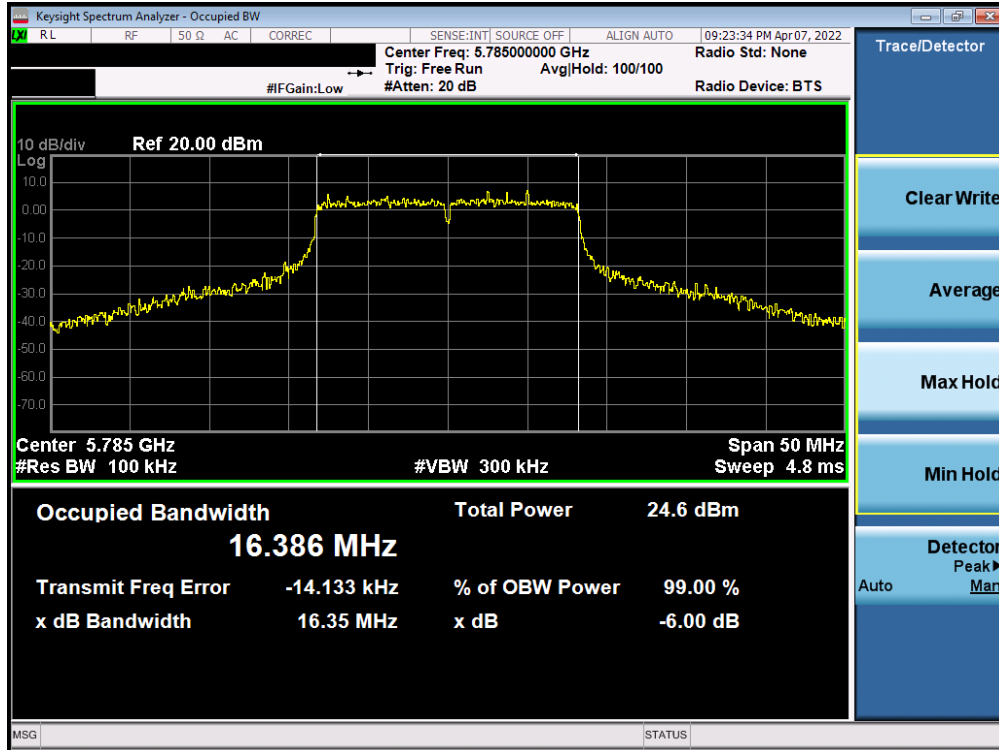 Keysight Spectrum Analyzer - Occupied BW
LXI RL RF 50 Ω AC CORREC SENSE:INT SOURCE OFF ALIGN AUTO 09:23:34 PM Apr 07, 2022
Center Freq: 5.785000000 GHz Radio Std: None
Trig: Free Run Avg|Hold: 100/100
#IFGain:Low #Atten: 20 dB Radio Device: BTS
10 dB/div Ref 20.00 dBm
Log
10.0
0.00
-10.0
-20.0
-30.0
-40.0
-50.0
-60.0
-70.0
Center 5.785 GHz Span 50 MHz
#Res BW 100 kHz #VBW 300 kHz Sweep 4.8 ms
Occupied Bandwidth Total Power 24.6 dBm
16.386 MHz
Transmit Freq Error -14.133 kHz % of OBW Power 99.00 %
x dB Bandwidth 16.35 MHz x dB -6.00 dB
MSG STATUS
Trace/Detector
Clear Write
Average
Max Hold
Min Hold
Detector
Peak▶
Auto Man